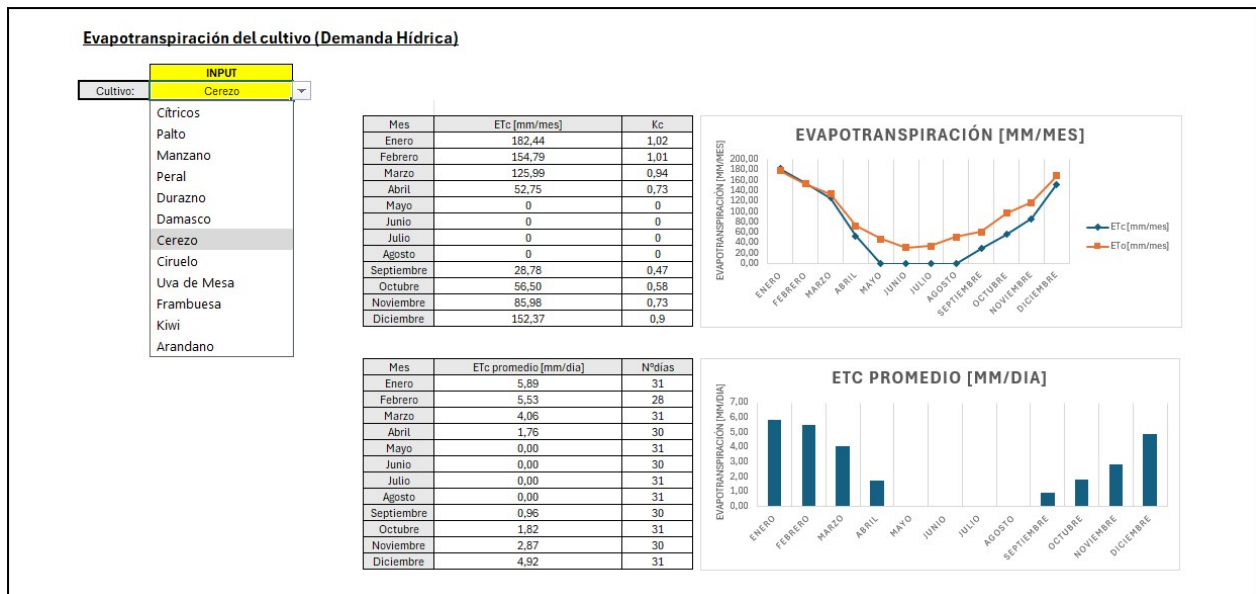 Evapotranspiración del cultivo (Demanda Hídrica)
INPUT
Cultivo: Cerezo
Cítricos
Palto
Manzano
Peral
Durazno
Damasco
Cerezo
Ciruelo
Uva de Mesa
Frambuesa
Kiwi
Arandano
Mes ETc [mm/mes] Kc
Enero 182,44 1,02
Febrero 154,79 1,01
Marzo 125,99 0,94
Abril 52,75 0,73
Mayo 0 0
Junio 0 0
Julio 0 0
Agosto 0 0
Septiembre 28,78 0,47
Octubre 56,50 0,58
Noviembre 85,98 0,73
Diciembre 152,37 0,9
EVAPOTRANSPIRACIÓN [MM/MES]
EVAPOTRANSPIRACIÓN [MM/MES]
200,00
180,00
160,00
140,00
120,00
100,00
80,00
60,00
40,00
20,00
0,00
ENERO
FEBRERO
MARZO
ABRIL
MAYO
JUNIO
JULIO
AGOSTO
SEPTIEMBRE
OCTUBRE
NOVIEMBRE
DICIEMBRE
ETc [mm/mes]
ETo[mm/mes]
Mes ETc promedio [mm/dia] Nºdías
Enero 5,89 31
Febrero 5,53 28
Marzo 4,06 31
Abril 1,76 30
Mayo 0,00 31
Junio 0,00 30
Julio 0,00 31
Agosto 0,00 31
Septiembre 0,96 30
Octubre 1,82 31
Noviembre 2,87 30
Diciembre 4,92 31
ETC PROMEDIO [MM/DIA]
EVAPOTRANSPIRACIÓN [MM/DIA]
7,00
6,00
5,00
4,00
3,00
2,00
1,00
0,00
ENERO
FEBRERO
MARZO
ABRIL
MAYO
JUNIO
JULIO
AGOSTO
SEPTIEMBRE
OCTUBRE
NOVIEMBRE
DICIEMBRE